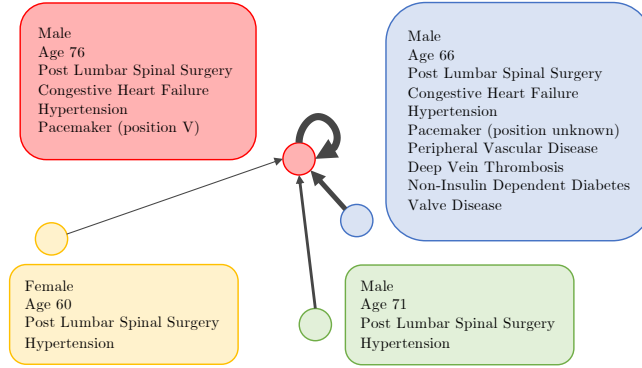 Male
Age 76
Post Lumbar Spinal Surgery
Congestive Heart Failure
Hypertension
Pacemaker (position V)
Male
Age 66
Post Lumbar Spinal Surgery
Congestive Heart Failure
Hypertension
Pacemaker (position unknown)
Peripheral Vascular Disease
Deep Vein Thrombosis
Non-Insulin Dependent Diabetes
Valve Disease
Female
Age 60
Post Lumbar Spinal Surgery
Hypertension
Male
Age 71
Post Lumbar Spinal Surgery
Hypertension